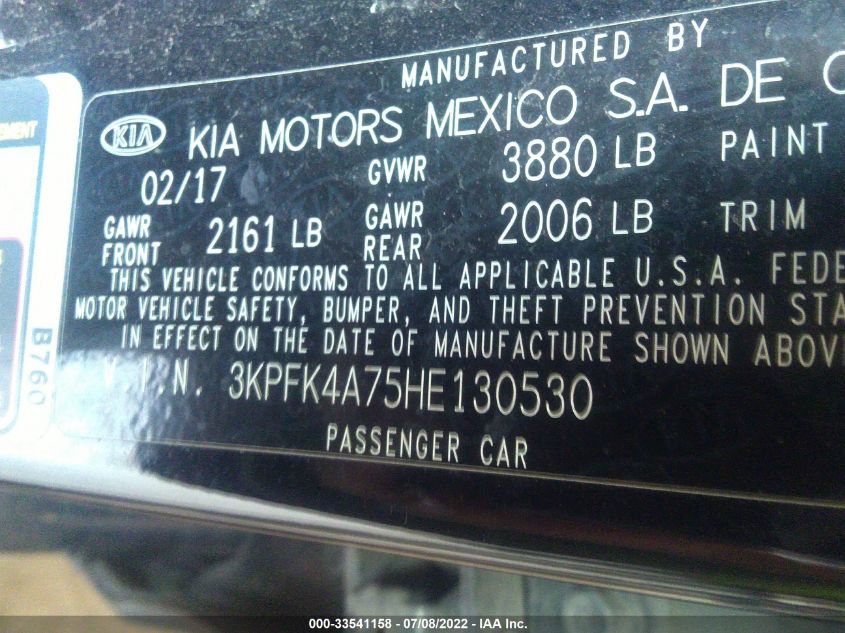 MANUFACTURED BY
KIA KIA MOTORS MEXICO S.A. DE C
02/17 GVWR 3880 LB PAINT
GAWR FRONT 2161 LB GAWR REAR 2006 LB TRIM
THIS VEHICLE CONFORMS TO ALL APPLICABLE U.S.A. FEDE
MOTOR VEHICLE SAFETY, BUMPER, AND THEFT PREVENTION STA
IN EFFECT ON THE DATE OF MANUFACTURE SHOWN ABOV
V.I.N. 3KPFK4A75HE130530
PASSENGER CAR
B760
000-33541158 - 07/08/2022 - IAA Inc.